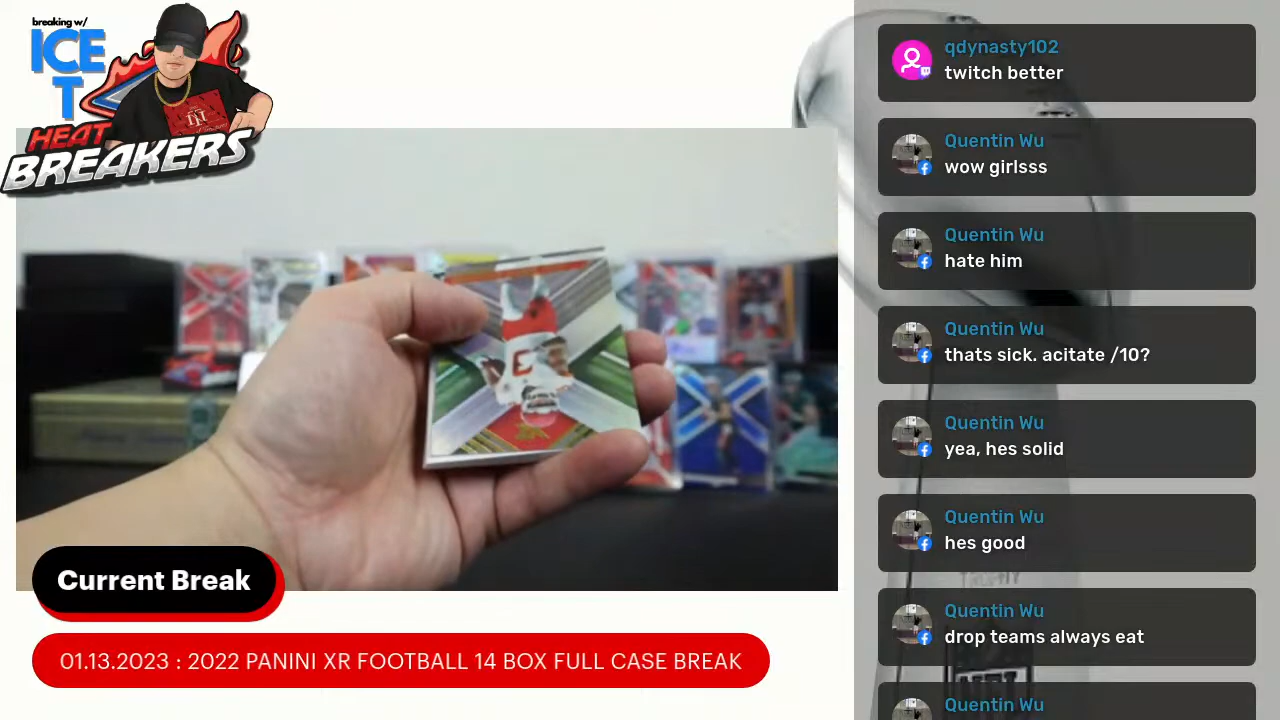 breaking w/
ICE
T
HEAT
BREAKERS
Current Break
01.13.2023 : 2022 PANINI XR FOOTBALL 14 BOX FULL CASE BREAK
qdynasty102
twitch better
Quentin Wu
wow girlsss
Quentin Wu
hate him
Quentin Wu
thats sick. acitate /10?
Quentin Wu
yea, hes solid
Quentin Wu
hes good
Quentin Wu
drop teams always eat
Quentin Wu